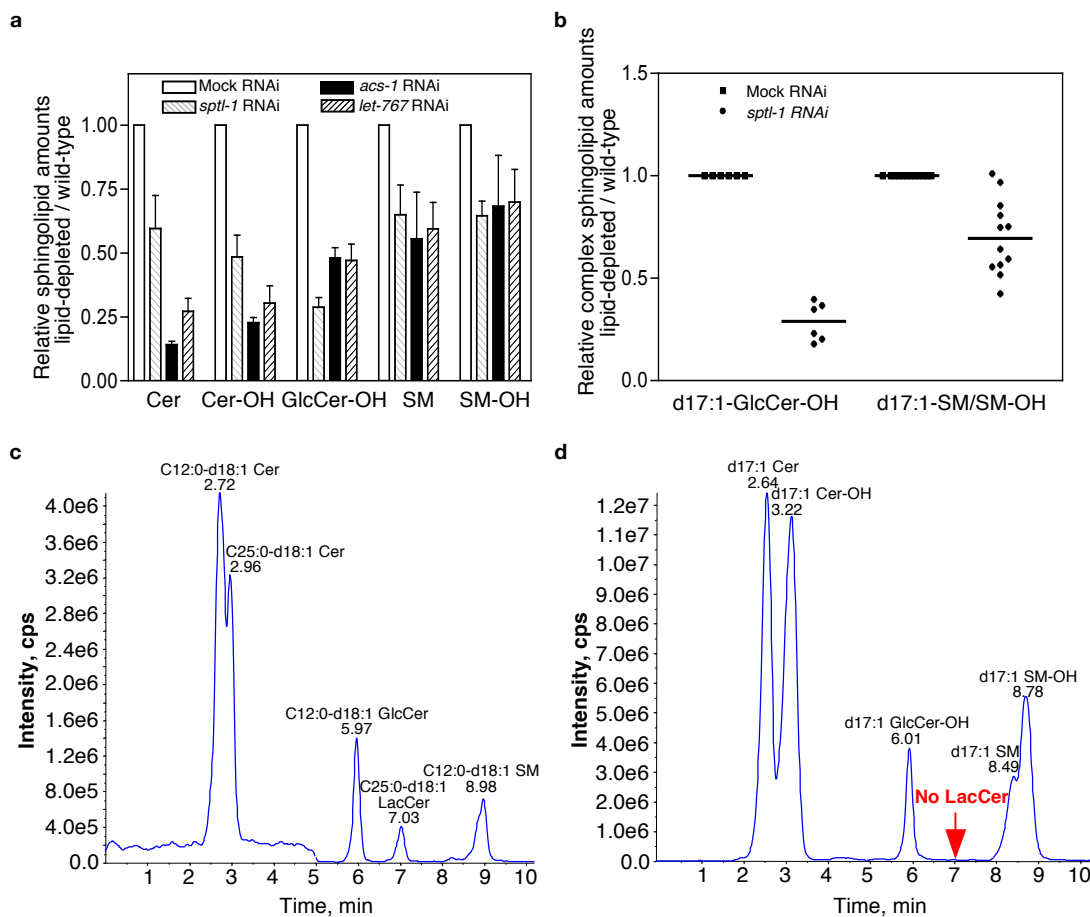 a
Relative sphingolipid amounts
lipid-depleted / wild-type
Mock RNAi
acs-1 RNAi
sptl-1 RNAi
let-767 RNAi
1.00
0.75
0.50
0.25
0.00
Cer
Cer-OH
GlcCer-OH
SM
SM-OH
b
Relative complex sphingolipid amounts
lipid-depleted / wild-type
1.5
1.0
0.5
0.0
Mock RNAi
sptl-1 RNAi
d17:1-GlcCer-OH
d17:1-SM/SM-OH
c
Intensity, cps
4.0e6
3.6e6
3.2e6
2.8e6
2.4e6
2.0e6
1.6e6
1.2e6
8.0e5
4.0e5
0.0
C12:0-d18:1 Cer
2.72
C25:0-d18:1 Cer
2.96
C12:0-d18:1 GlcCer
5.97
C25:0-d18:1
LacCer
7.03
C12:0-d18:1 SM
8.98
1 2 3 4 5 6 7 8 9 10
Time, min
d
Intensity, cps
1.2e7
1.1e7
1.0e7
9.0e6
8.0e6
7.0e6
6.0e6
5.0e6
4.0e6
3.0e6
2.0e6
1.0e6
0.0
d17:1 Cer
2.64
d17:1 Cer-OH
3.22
d17:1 GlcCer-OH
6.01
No LacCer
d17:1 SM
8.49
d17:1 SM-OH
8.78
1 2 3 4 5 6 7 8 9 10
Time, min